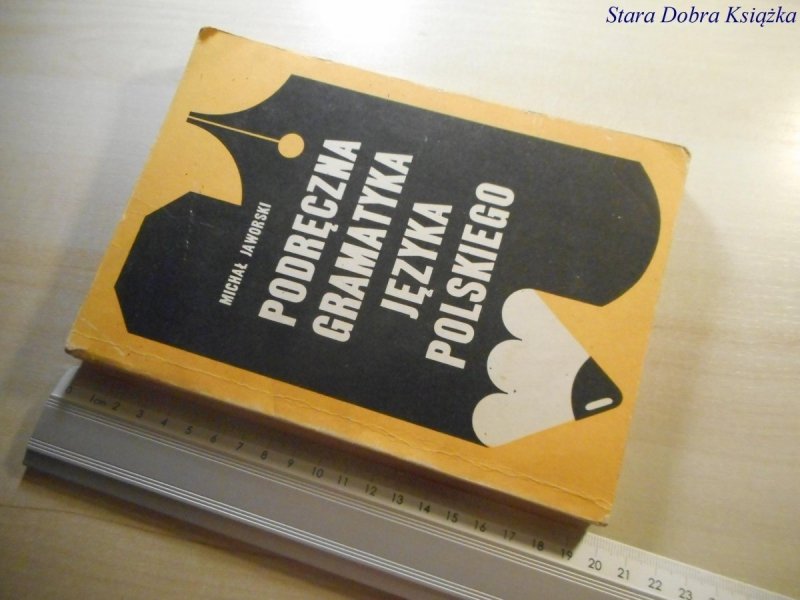 Stara Dobra Książka
MICHAŁ JAWORSKI
PODRĘCZNA
GRAMATYKA
JĘZYKA
POLSKIEGO
1cm 2 3 4 5 6 7 8 9 10 11 12 13 14 15 16 17 18 19 20 21 22 23